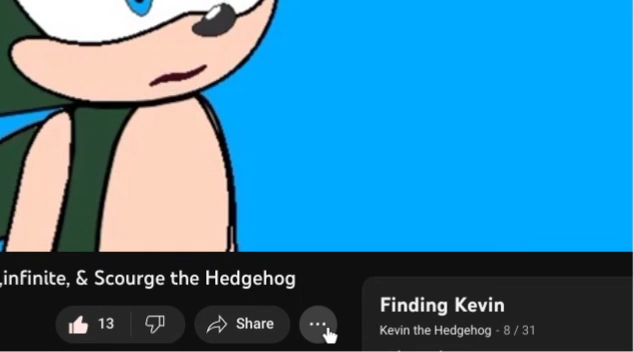 ,infinite, & Scourge the Hedgehog
Finding Kevin
13
Share
...
Kevin the Hedgehog - 8 / 31